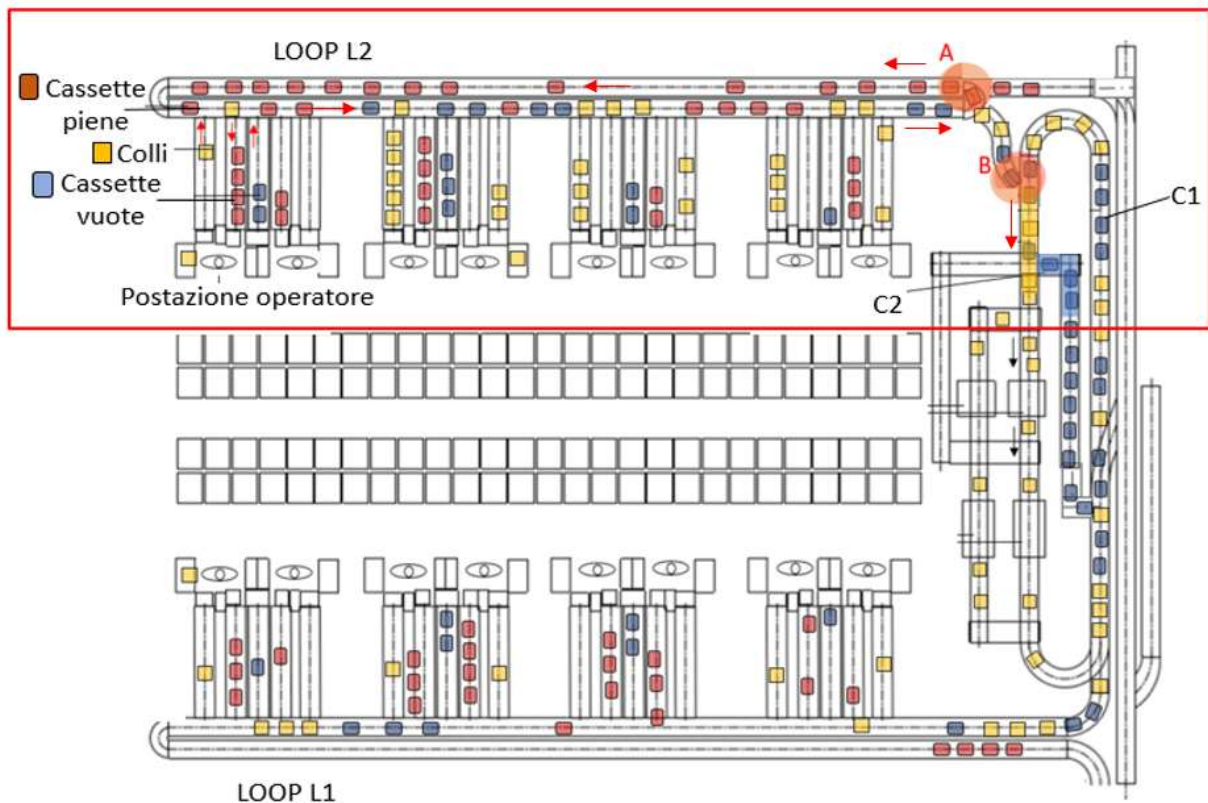 LOOP L2
A
Cassette
piene
Colli
Cassette
vuote
B
C1
Postazione operatore
C2
LOOP L1